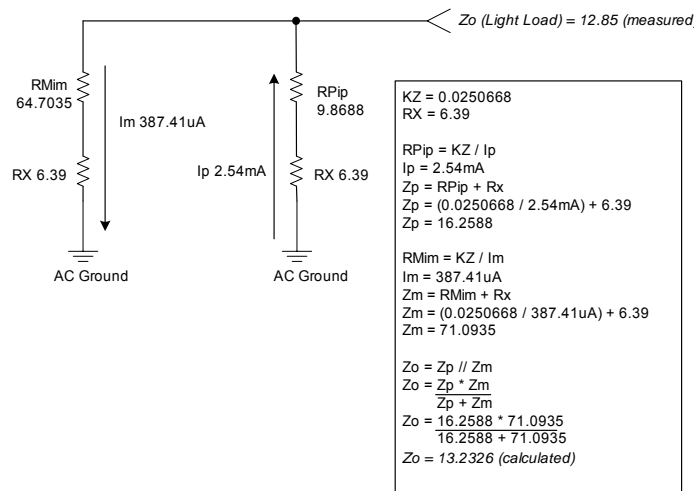 Zo (Light Load) = 12.85 (measured)
RMim
64.7035
Im 387.41uA
RX 6.39
AC Ground
RPip
9.8688
Ip 2.54mA
RX 6.39
AC Ground
KZ = 0.0250668
RX = 6.39
RPip = KZ / Ip
Ip = 2.54mA
Zp = RPip + Rx
Zp = (0.0250668 / 2.54mA) + 6.39
Zp = 16.2588
RMim = KZ / Im
Im = 387.41uA
Zm = RMim + Rx
Zm = (0.0250668 / 387.41uA) + 6.39
Zm = 71.0935
Zo = Zp // Zm
Zo = Zp * Zm
Zp + Zm
Zo = 16.2588 * 71.0935
16.2588 + 71.0935
Zo = 13.2326 (calculated)